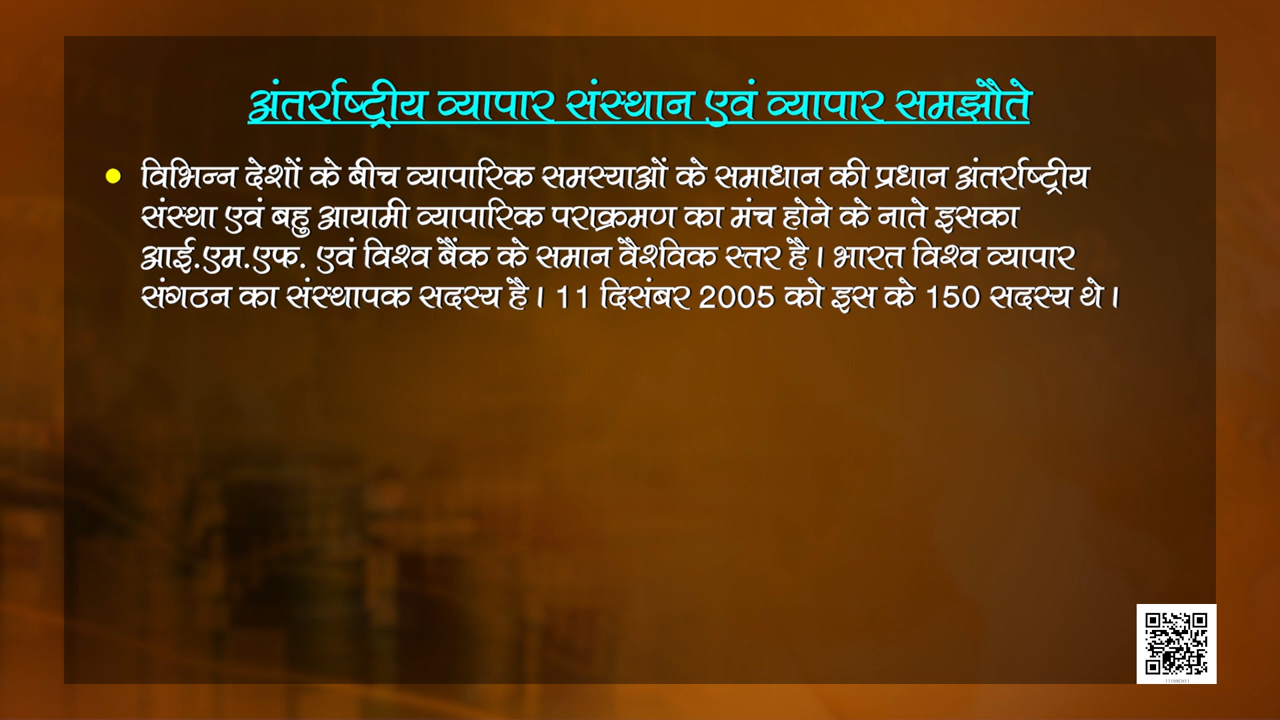 अंतर्राष्ट्रीय व्यापार संस्थान एवं व्यापार समझौते
विभिन्न देशों के बीच व्यापारिक समस्याओं के समाधान की प्रधान अंतर्राष्ट्रीय
संस्था एवं बहु आयामी व्यापारिक पराक्रमण का मंच होने के नाते इसका
आई.एम.एफ. एवं विश्व बैंक के समान वैश्विक स्तर है। भारत विश्व व्यापार
संगठन का संस्थापक सदस्य है। 11 दिसंबर 2005 को इस के 150 सदस्य थे।